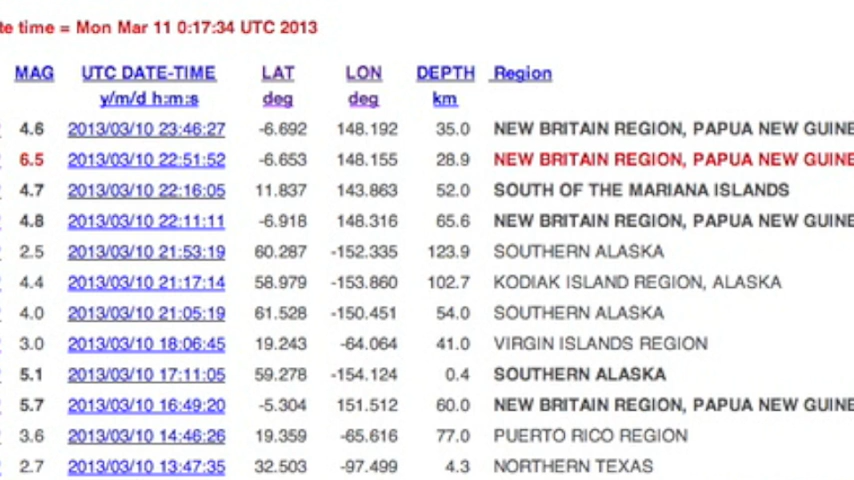 te time = Mon Mar 11 0:17:34 UTC 2013
MAG UTC DATE-TIME LAT LON DEPTH Region
y/m/d h:m:s deg deg km
4.6 2013/03/10 23:46:27 -6.692 148.192 35.0 NEW BRITAIN REGION, PAPUA NEW GUINE
6.5 2013/03/10 22:51:52 -6.653 148.155 28.9 NEW BRITAIN REGION, PAPUA NEW GUINE
4.7 2013/03/10 22:16:05 11.837 143.863 52.0 SOUTH OF THE MARIANA ISLANDS
4.8 2013/03/10 22:11:11 -6.918 148.316 65.6 NEW BRITAIN REGION, PAPUA NEW GUINE
2.5 2013/03/10 21:53:19 60.287 -152.335 123.9 SOUTHERN ALASKA
4.4 2013/03/10 21:17:14 58.979 -153.860 102.7 KODIAK ISLAND REGION, ALASKA
4.0 2013/03/10 21:05:19 61.528 -150.451 54.0 SOUTHERN ALASKA
3.0 2013/03/10 18:06:45 19.243 -64.064 41.0 VIRGIN ISLANDS REGION
5.1 2013/03/10 17:11:05 59.278 -154.124 0.4 SOUTHERN ALASKA
5.7 2013/03/10 16:49:20 -5.304 151.512 60.0 NEW BRITAIN REGION, PAPUA NEW GUINE
3.6 2013/03/10 14:46:26 19.359 -65.616 77.0 PUERTO RICO REGION
2.7 2013/03/10 13:47:35 32.503 -97.499 4.3 NORTHERN TEXAS